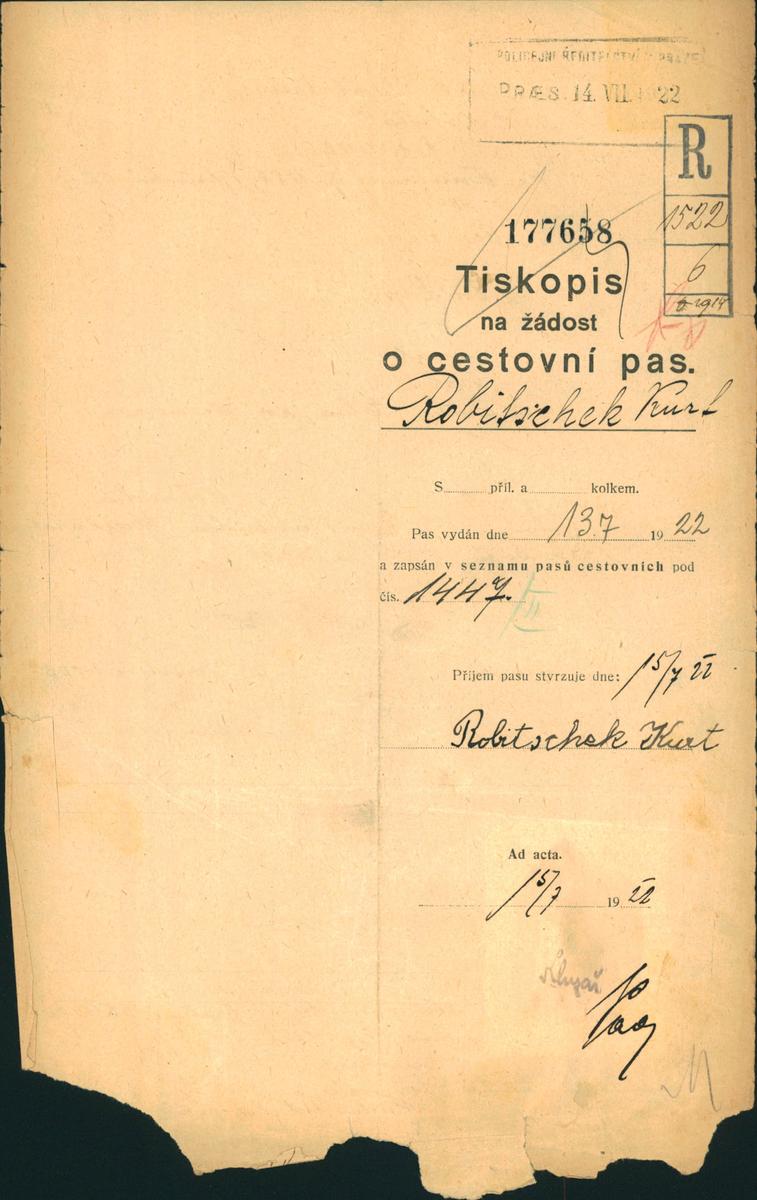 POLICEJNÍ ŘEDITELSTVÍ V PRAZE
PRÆS. 14. VII. 1922
R
1522
6
177658
Tiskopis
na žádost
o cestovní pas.
Robitschek Kurt
S příl. a kolkem.
Pas vydán dne 13.7 1922
a zapsán v seznamu pasů cestovních pod
čís. 1447.
Příjem pasu stvrzuje dne: 15/7 22
Robitschek Kurt
Ad acta.
15/7 1922